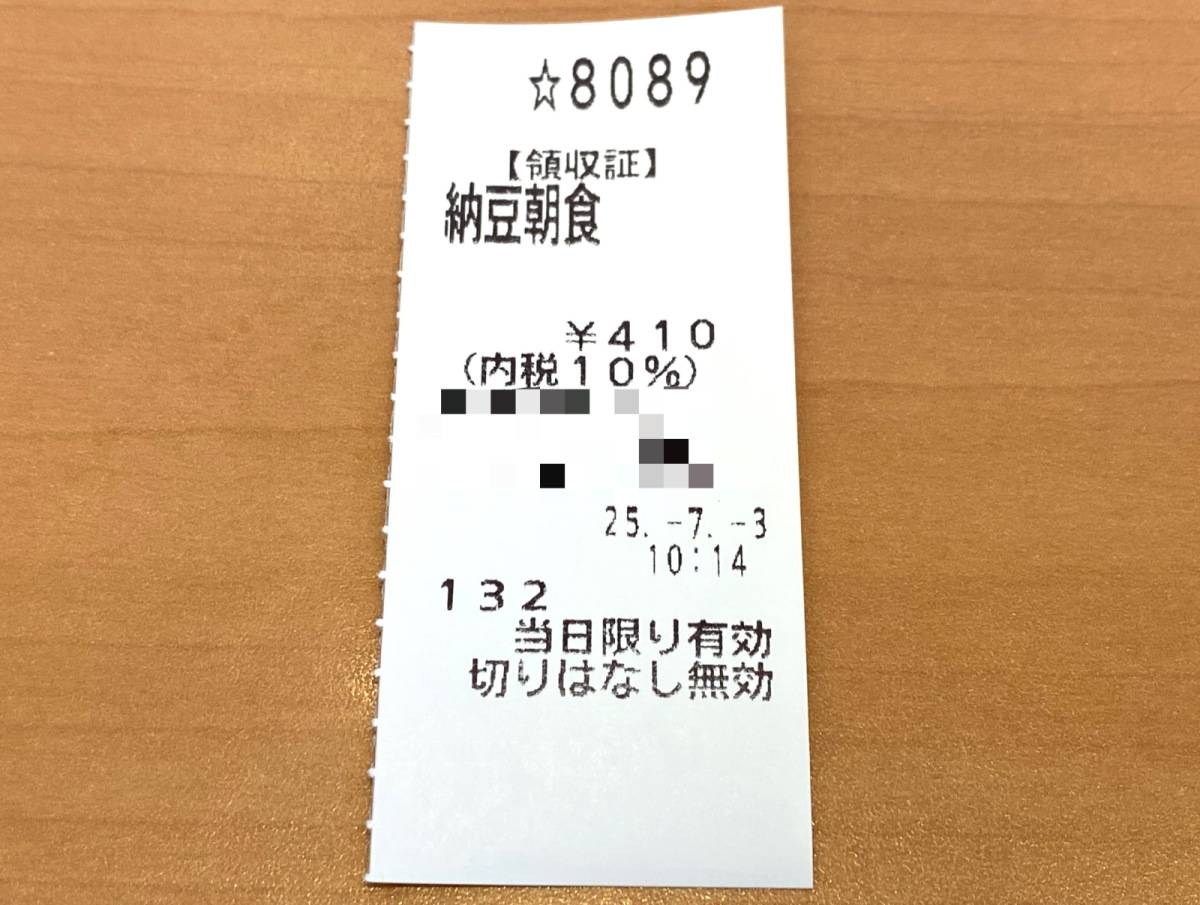 ☆8089
【領収証】
納豆朝食
￥410
(内税10%)
25.-7.-3
10:14
132
当日限り有効
切りはなし無効